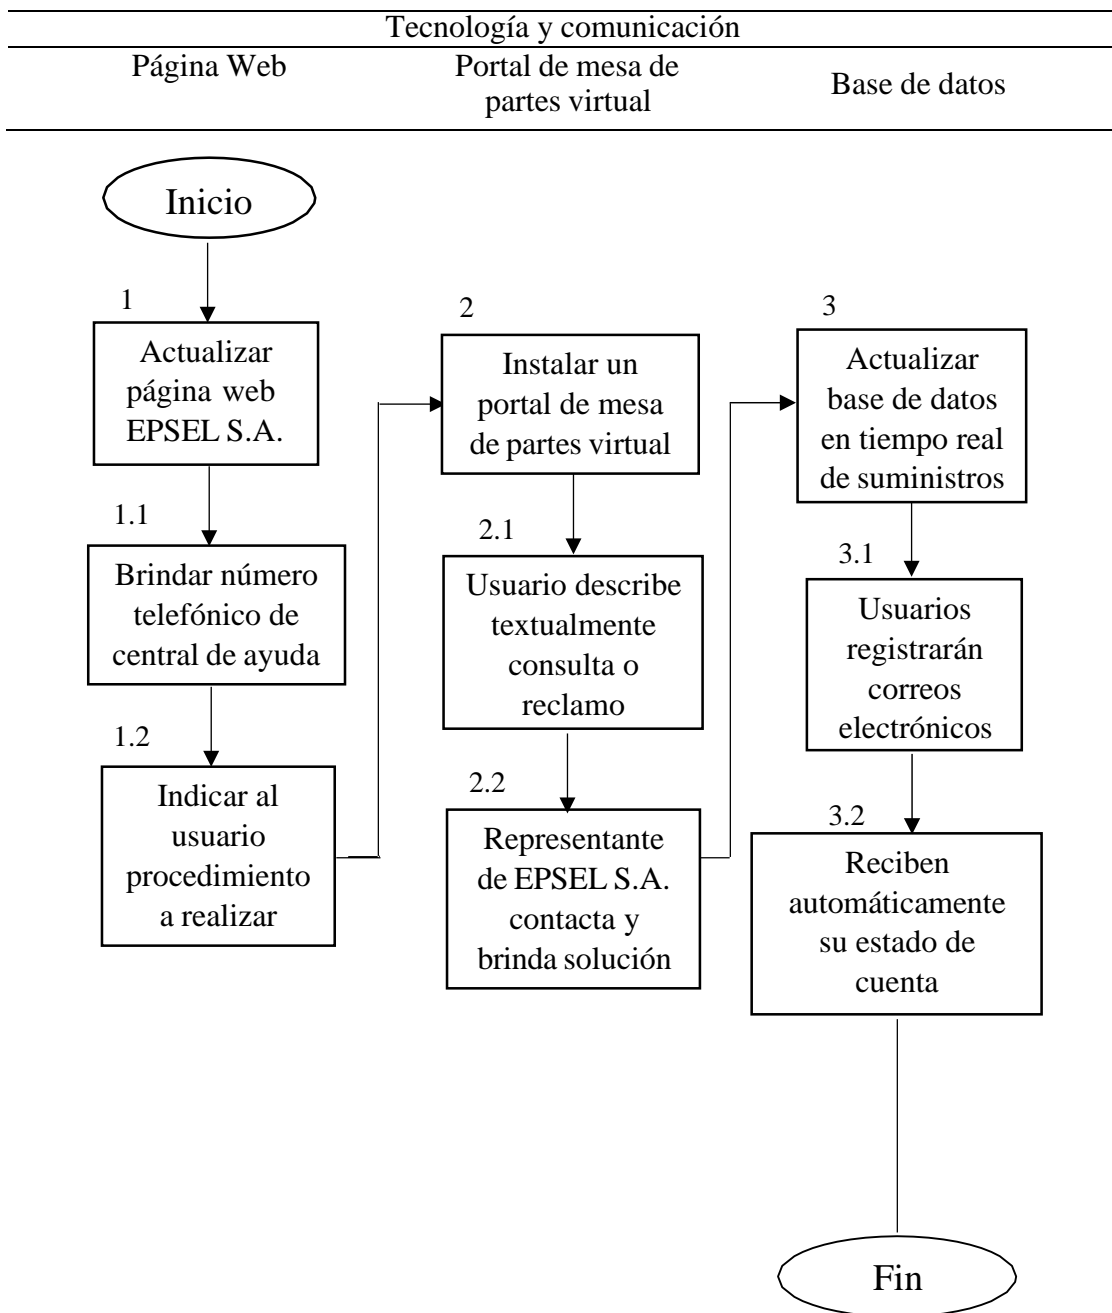 Tecnología y comunicación
Página Web
Portal de mesa de
partes virtual
Base de datos
Inicio
1
Actualizar
página web
EPSEL S.A.
1.1
Brindar número
telefónico de
central de ayuda
1.2
Indicar al
usuario
procedimiento
a realizar
2
Instalar un
portal de mesa
de partes virtual
2.1
Usuario describe
textualmente
consulta o
reclamo
2.2
Representante
de EPSEL S.A.
contacta y
brinda solución
3
Actualizar
base de datos
en tiempo real
de suministros
3.1
Usuarios
registrarán
correos
electrónicos
3.2
Reciben
automáticamente
su estado de
cuenta
Fin